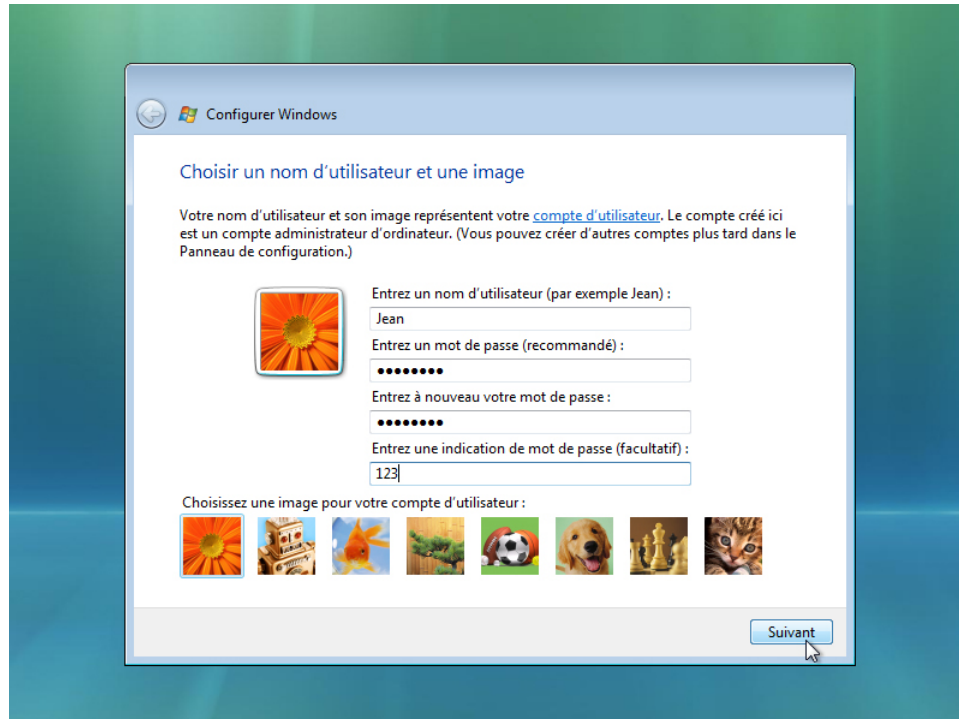 Configurer Windows
Choisir un nom d'utilisateur et une image
Votre nom d'utilisateur et son image représentent votre compte d'utilisateur. Le compte créé ici
est un compte administrateur d'ordinateur. (Vous pouvez créer d'autres comptes plus tard dans le
Panneau de configuration.)
Entrez un nom d'utilisateur (par exemple Jean) :
Jean
Entrez un mot de passe (recommandé) :
●●●●●●●●
Entrez à nouveau votre mot de passe :
●●●●●●●●
Entrez une indication de mot de passe (facultatif) :
123
Choisissez une image pour votre compte d'utilisateur :
Suivant